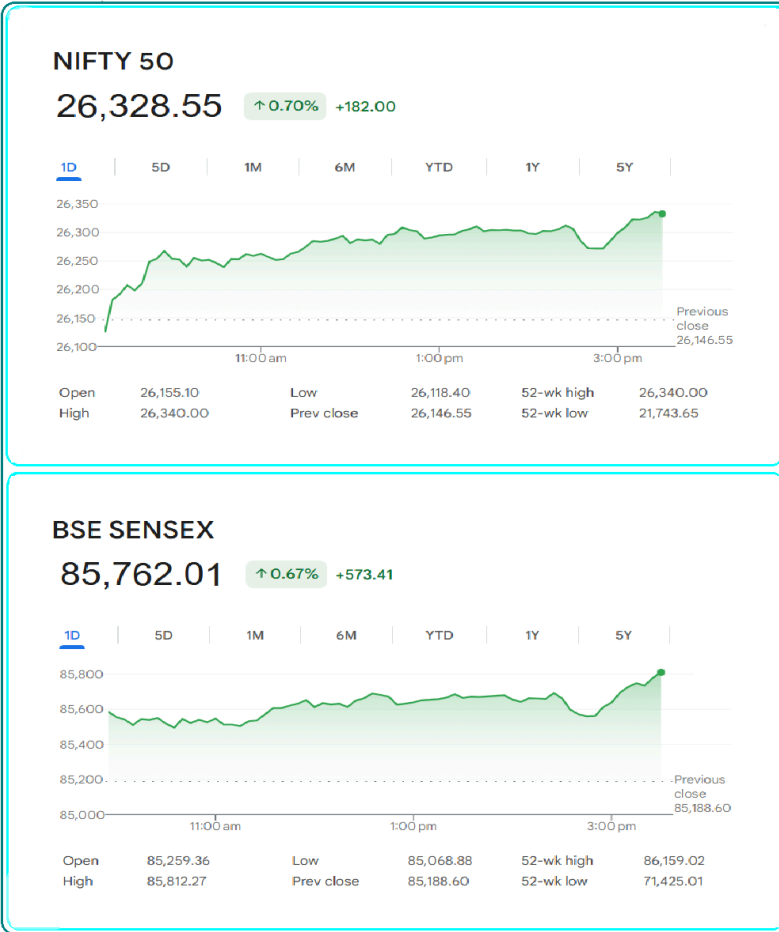 NIFTY 50
26,328.55 ↑0.70% +182.00
1D 5D 1M 6M YTD 1Y 5Y
26,350
26,300
26,250
26,200
26,150
26,100
Previous
close
26,146.55
11:00 am 1:00 pm 3:00 pm
Open 26,155.10 Low 26,118.40 52-wk high 26,340.00
High 26,340.00 Prev close 26,146.55 52-wk low 21,743.65
BSE SENSEX
85,762.01 ↑0.67% +573.41
1D 5D 1M 6M YTD 1Y 5Y
85,800
85,600
85,400
85,200
85,000
Previous
close
85,188.60
11:00 am 1:00 pm 3:00 pm
Open 85,259.36 Low 85,068.88 52-wk high 86,159.02
High 85,812.27 Prev close 85,188.60 52-wk low 71,425.01